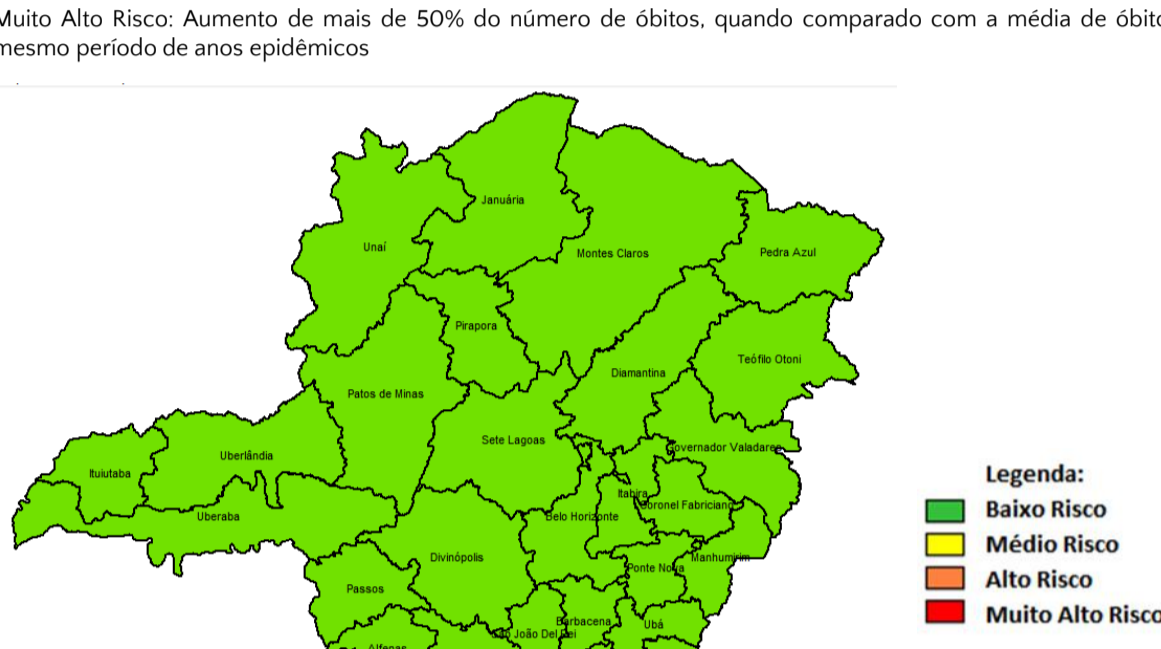 Muito Alto Risco: Aumento de mais de 50% do número de óbitos, quando comparado com a média de óbito
mesmo período de anos epidêmicos
Januária
Unaí
Montes Claros
Pedra Azul
Pirapora
Teófilo Otoni
Diamantina
Patos de Minas
Sete Lagoas
Governador Valadares
Uberlândia
Ituiutaba
Itabira
Coronel Fabriciano
Uberaba
Belo Horizonte
Divinópolis
Manhumirim
Ponte Nova
Passos
Barbacena
Ubá
São João Del Rei
Alfenas
Legenda:
Baixo Risco
Médio Risco
Alto Risco
Muito Alto Risco